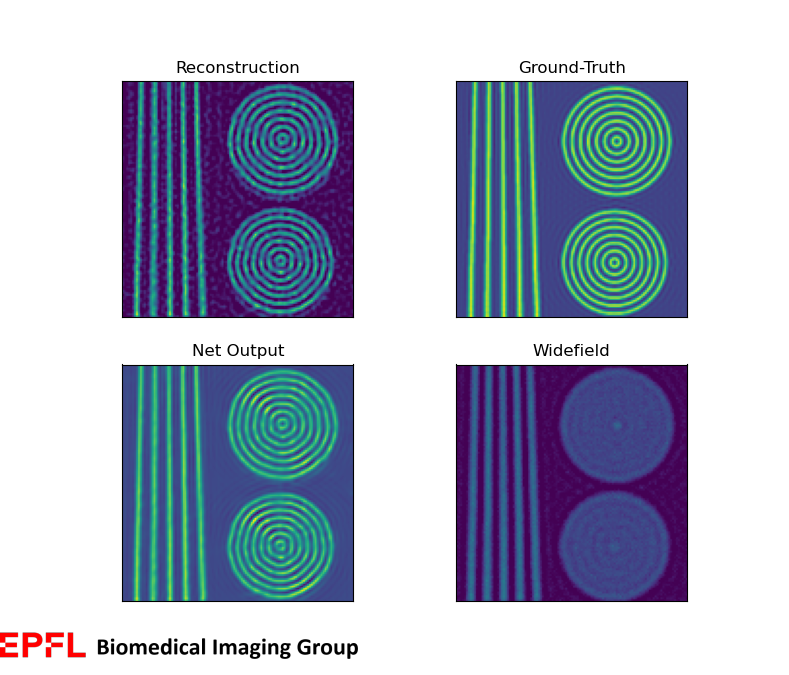 Reconstruction
Ground-Truth
Net Output
Widefield
EPFL Biomedical Imaging Group